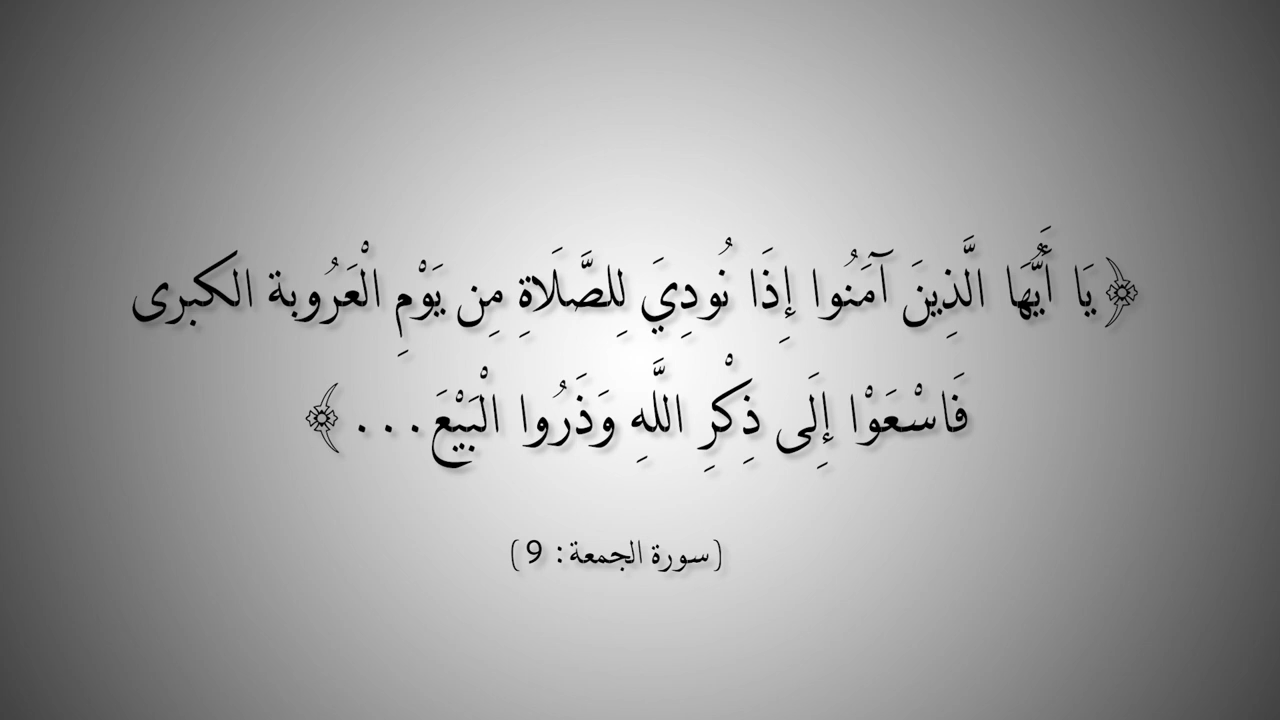 ﴿ يَا أَيُّهَا الَّذِينَ آمَنُوا إِذَا نُودِيَ لِلصَّلَاةِ مِن يَوْمِ الْعَرُوبة الكبرى
فَاسْعَوْا إِلَى ذِكْرِ اللَّهِ وَذَرُوا الْبَيْعَ... ﴾
(سورة الجمعة: 9)